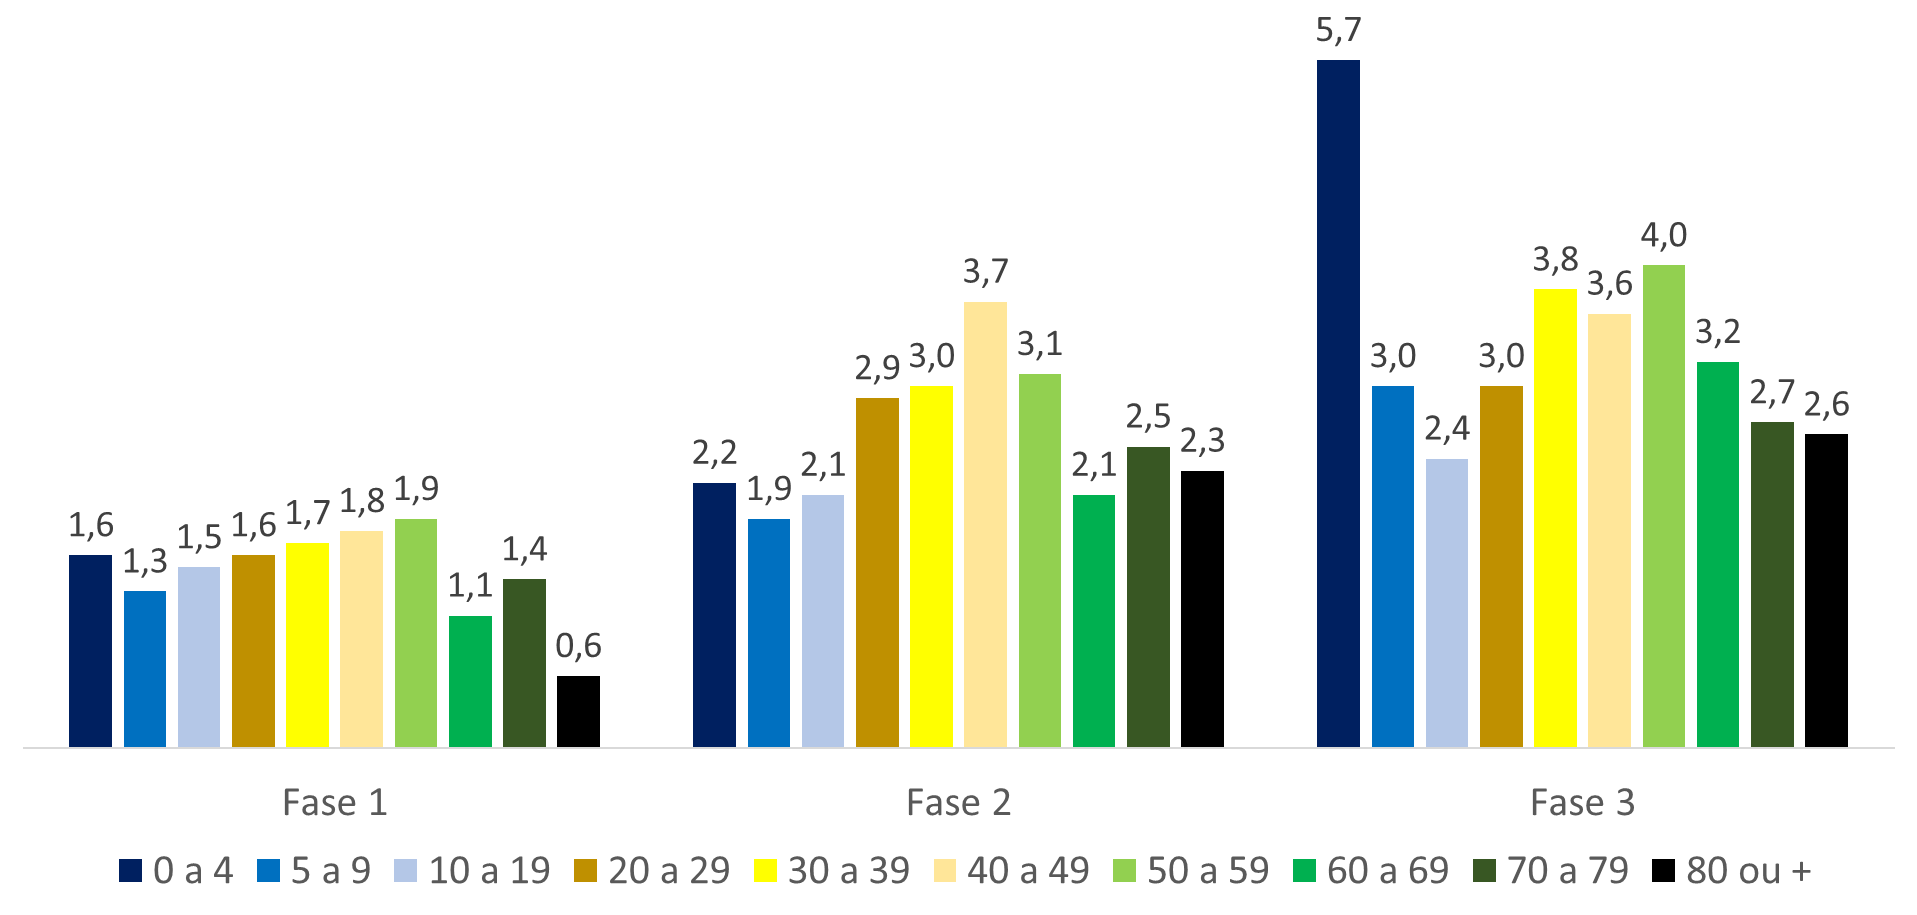 1,6 1,3 1,5 1,6 1,7 1,8 1,9 1,1 1,4 0,6
2,2 1,9 2,1 2,9 3,0 3,7 3,1 2,1 2,5 2,3
5,7 3,0 2,4 3,0 3,8 3,6 4,0 3,2 2,7 2,6
Fase 1 Fase 2 Fase 3
0 a 4 5 a 9 10 a 19 20 a 29 30 a 39 40 a 49 50 a 59 60 a 69 70 a 79 80 ou +